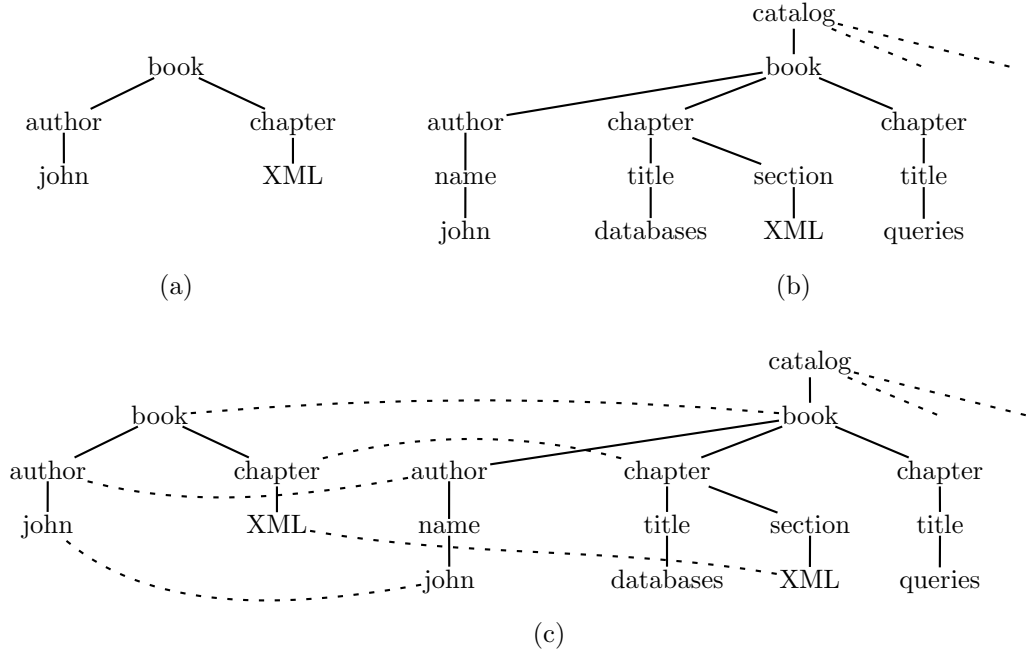 catalog
book book
author chapter author chapter chapter
john XML name title section title
john databases XML queries
(a) (b)
catalog
book book
author chapter author chapter chapter
john XML name title section title
john databases XML queries
(c)